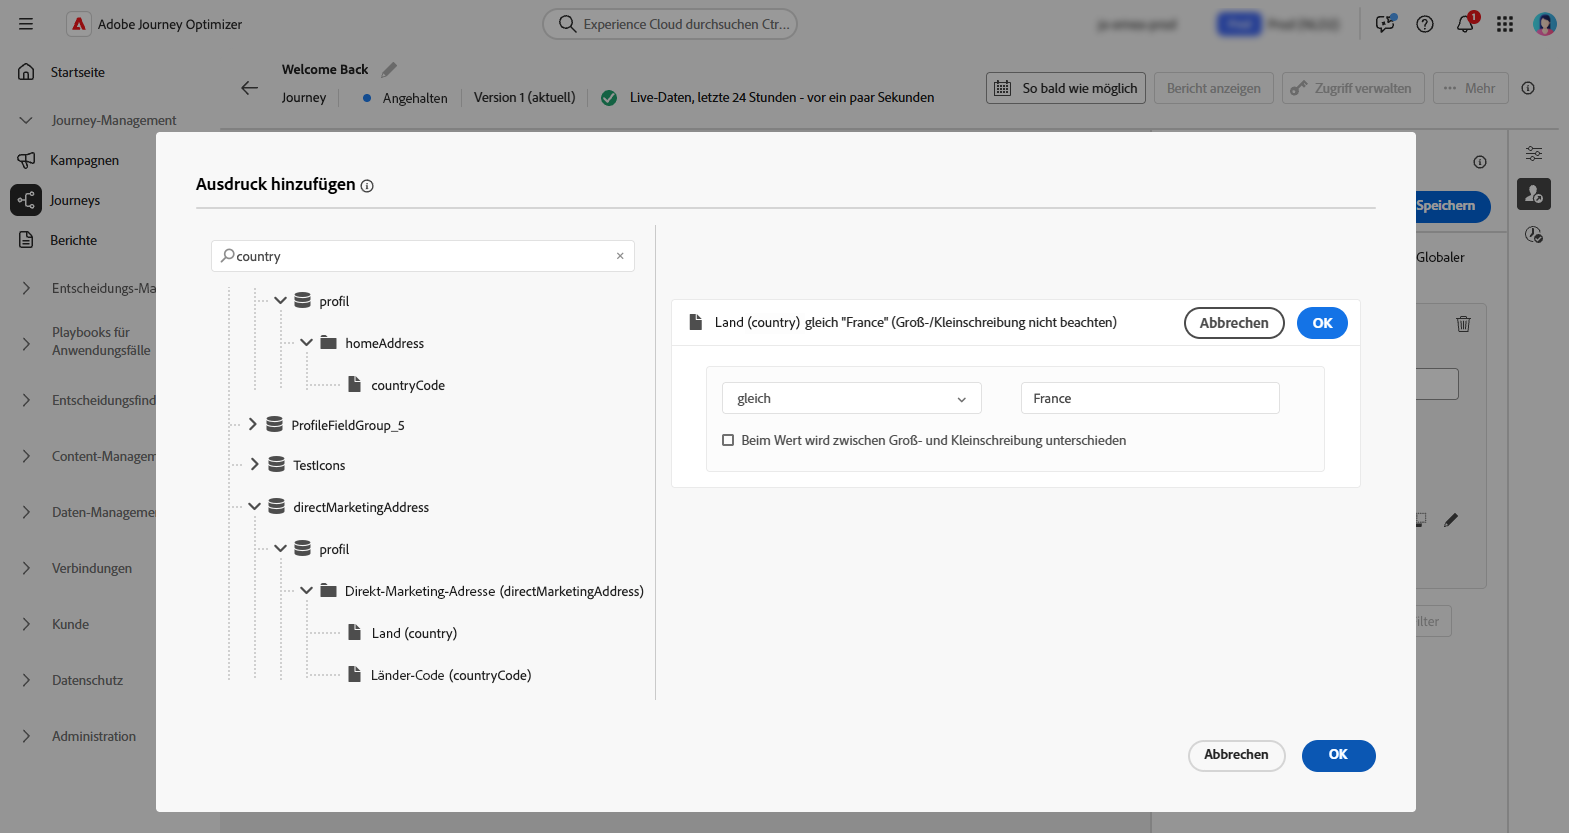 Adobe Journey Optimizer
Experience Cloud durchsuchen Ctr...
1
Startseite
Journey-Management
Kampagnen
Journeys
Berichte
Entscheidungs-Ma
Playbooks für
Anwendungsfälle
Entscheidungsfind
Content-Managem
Daten-Manageme
Verbindungen
Kunde
Datenschutz
Administration
Welcome Back
Journey
Angehalten
Version 1 (aktuell)
Live-Daten, letzte 24 Stunden - vor ein paar Sekunden
So bald wie möglich
Bericht anzeigen
Zugriff verwalten
Mehr
Speichern
Globaler
ilter
Ausdruck hinzufügen
country
profil
homeAddress
countryCode
ProfileFieldGroup_5
TestIcons
directMarketingAddress
profil
Direkt-Marketing-Adresse (directMarketingAddress)
Land (country)
Länder-Code (countryCode)
Land (country) gleich "France" (Groß-/Kleinschreibung nicht beachten)
Abbrechen
OK
gleich
France
Beim Wert wird zwischen Groß- und Kleinschreibung unterschieden
Abbrechen
OK